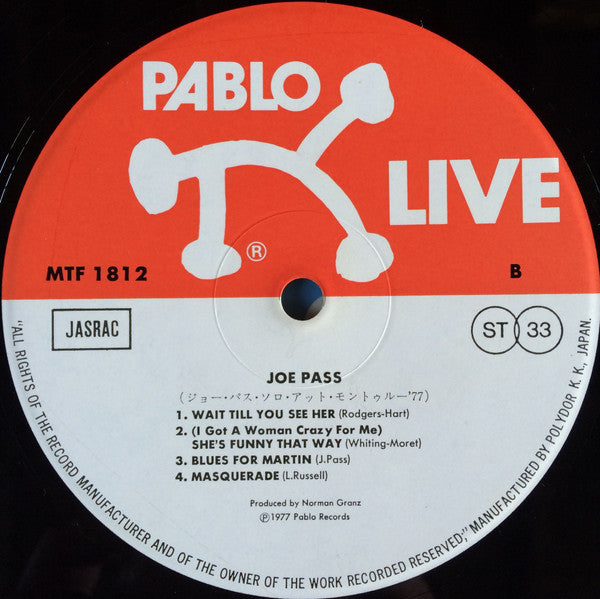 PABLO
LIVE
®
MTF 1812
B
JASRAC
ST 33
JOE PASS
(ジョー・パス・ソロ・アット・モントゥルー'77)
1. WAIT TILL YOU SEE HER (Rodgers-Hart)
2. (I Got A Woman Crazy For Me)
SHE'S FUNNY THAT WAY (Whiting-Moret)
3. BLUES FOR MARTIN (J.Pass)
4. MASQUERADE (L.Russell)
Produced by Norman Granz
℗1977 Pablo Records
"ALL RIGHTS OF THE RECORD MANUFACTURER AND OF THE OWNER OF THE WORK RECORDED RESERVED," MANUFACTURED BY POLYDOR K.K., JAPAN.